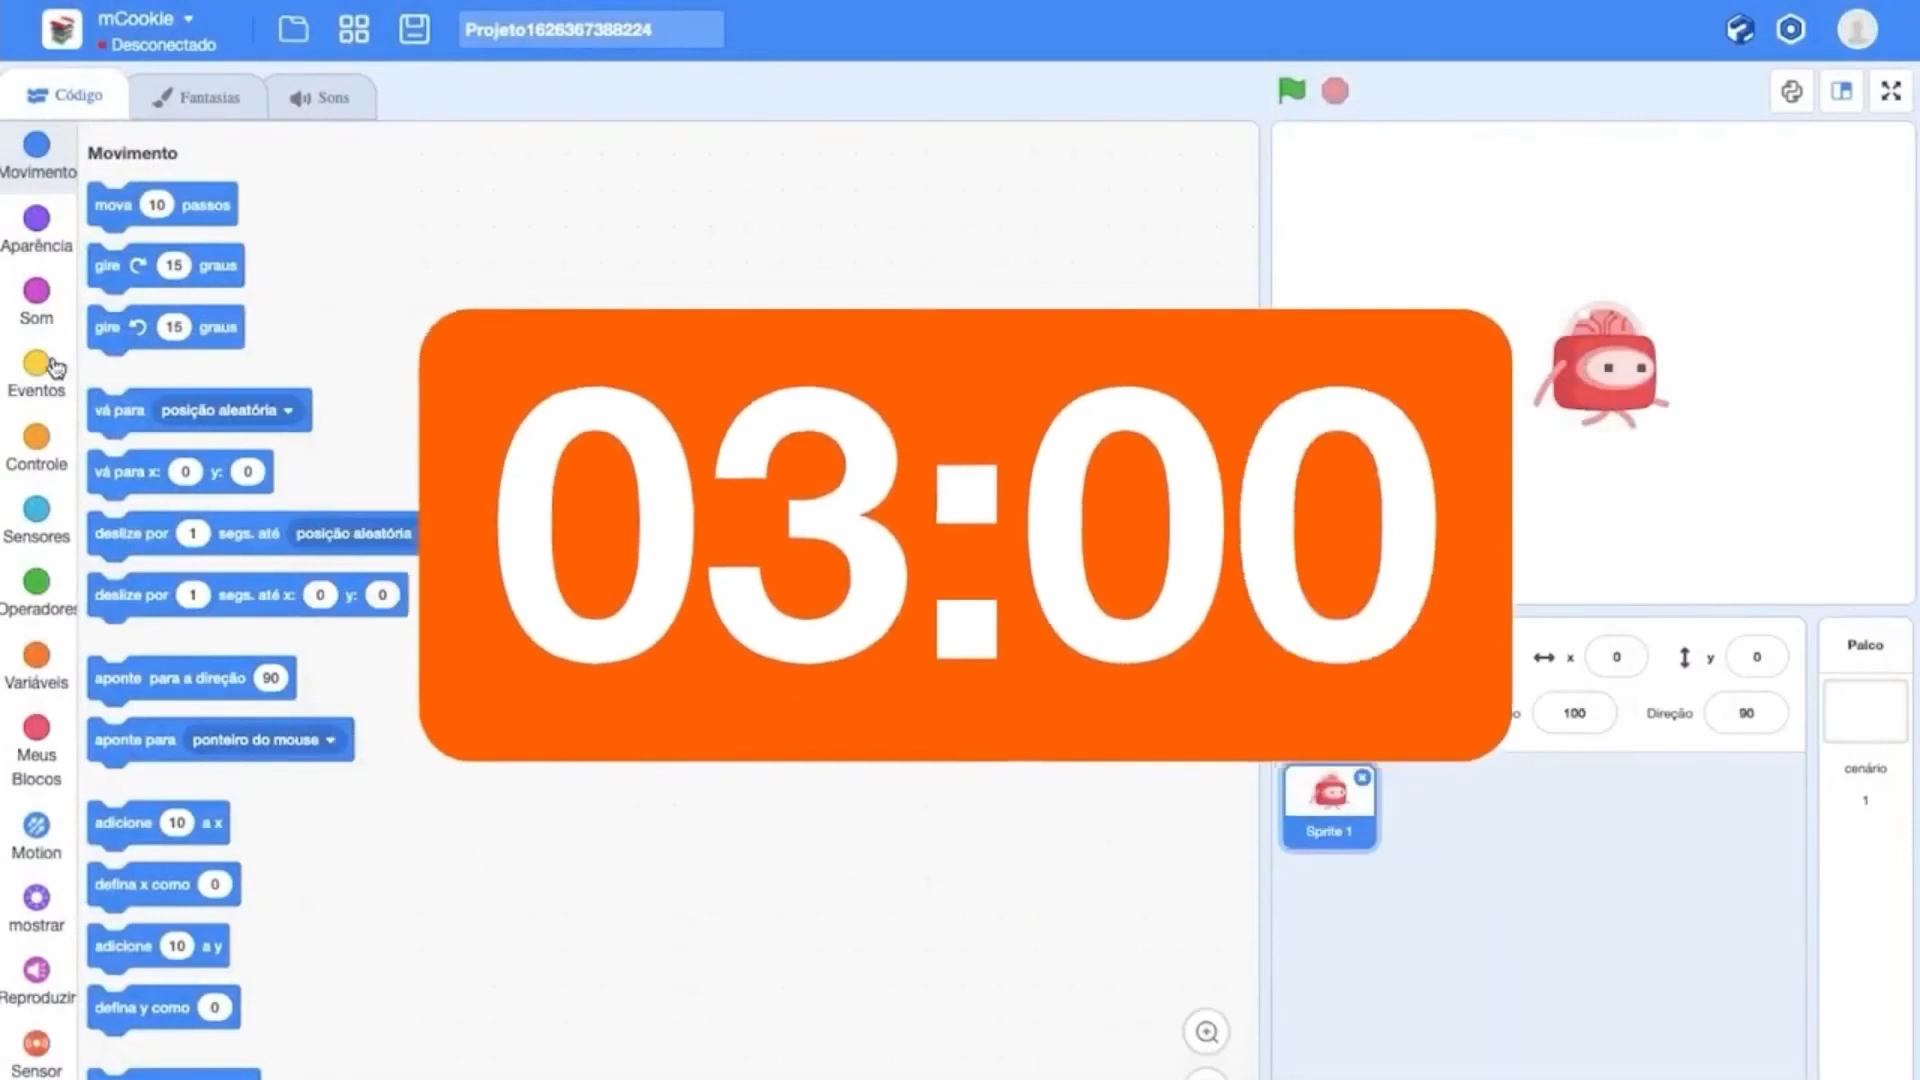 mCookie
Desconectado
Projeto1626367388224
Código
Fantasias
Sons
Movimento
Aparência
Som
Eventos
Controle
Sensores
Operadores
Variáveis
Meus
Blocos
Motion
mostrar
Reproduzir
Sensor
Movimento
mova 10 passos
gire 15 graus
gire 15 graus
vá para posição aleatória
vá para x: 0 y: 0
deslize por 1 segs. até posição aleatória
deslize por 1 segs. até x: 0 y: 0
aponte para a direção 90
aponte para ponteiro do mouse
adicione 10 a x
defina x como 0
adicione 10 a y
defina y como 0
03:00
x 0 y 0
o 100 Direção 90
Sprite 1
Palco
cenário
1